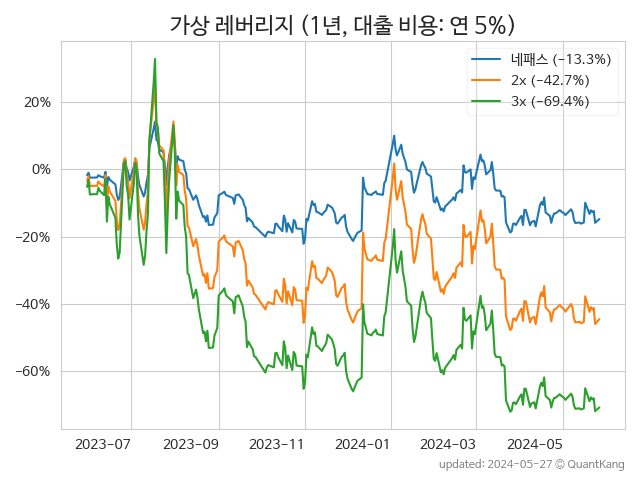 가상 레버리지 (1년, 대출 비용: 연 5%)
네패스 (−13.3%)
2x (−42.7%)
3x (−69.4%)
20%
0%
−20%
−40%
−60%
2023-07 2023-09 2023-11 2024-01 2024-03 2024-05
updated: 2024-05-27 © QuantKang